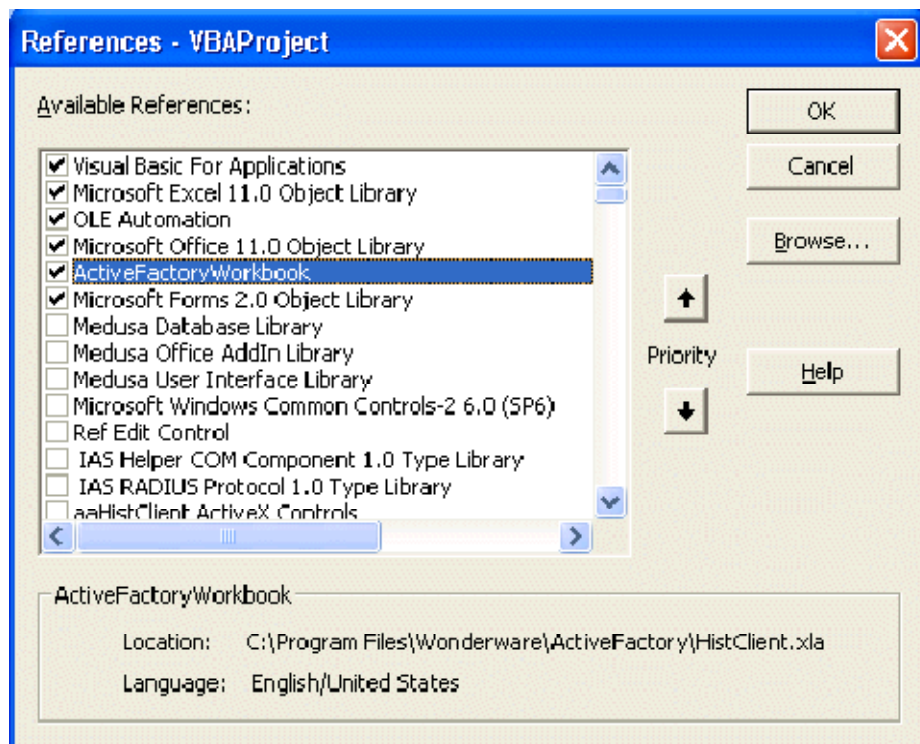 References - VBAProject
Available References:
OK
Cancel
Browse...
Priority
Help
Visual Basic For Applications
Microsoft Excel 11.0 Object Library
OLE Automation
Microsoft Office 11.0 Object Library
ActiveFactoryWorkbook
Microsoft Forms 2.0 Object Library
Medusa Database Library
Medusa Office AddIn Library
Medusa User Interface Library
Microsoft Windows Common Controls-2 6.0 (SP6)
Ref Edit Control
IAS Helper COM Component 1.0 Type Library
IAS RADIUS Protocol 1.0 Type Library
aaHistClient ActiveX Controls
ActiveFactoryWorkbook
Location: C:\Program Files\Wonderware\ActiveFactory\HistClient.xla
Language: English/United States